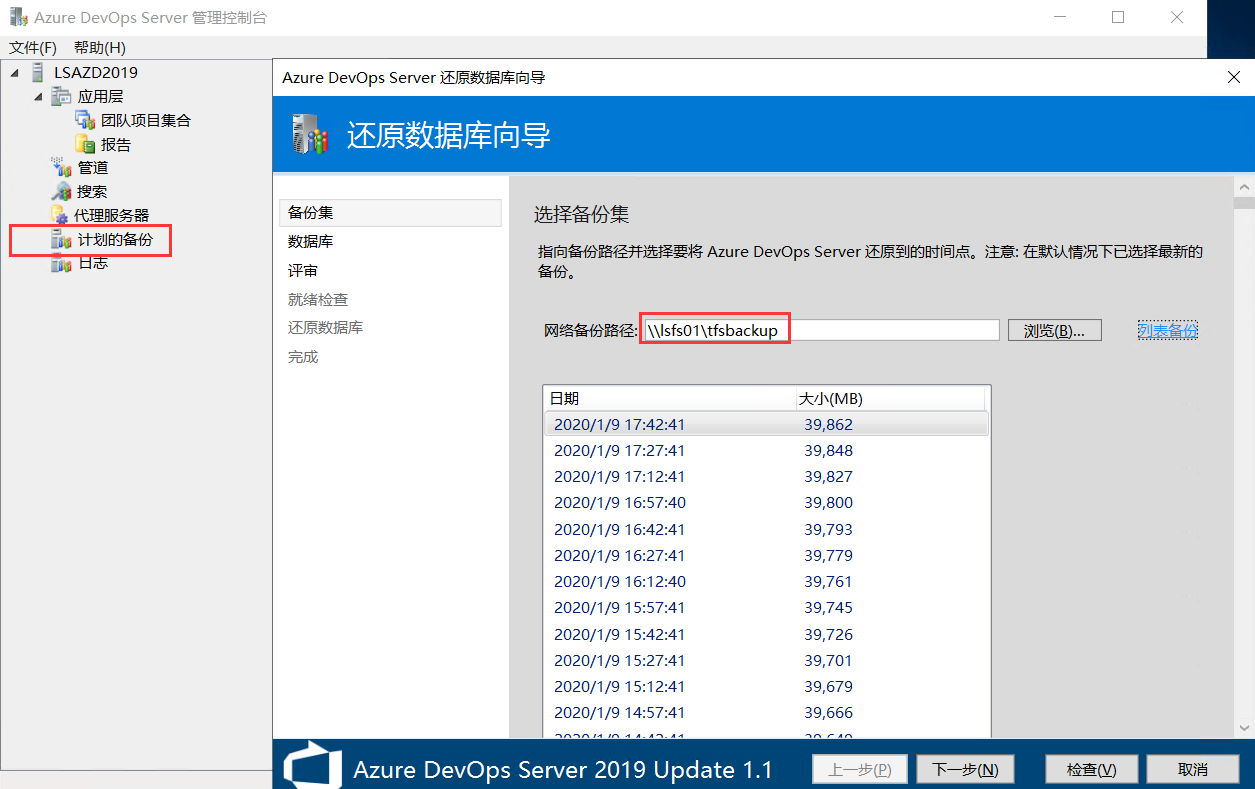 Azure DevOps Server 管理控制台
文件(F) 帮助(H)
LSAZD2019
应用层
团队项目集合
报告
管道
搜索
代理服务器
计划的备份
日志
Azure DevOps Server 还原数据库向导
还原数据库向导
备份集
数据库
评审
就绪检查
还原数据库
完成
选择备份集
指向备份路径并选择要将 Azure DevOps Server 还原到的时间点。注意: 在默认情况下已选择最新的
备份。
网络备份路径: \\lsfs01\tfsbackup 浏览(B)... 列表备份
日期 大小(MB)
2020/1/9 17:42:41 39,862
2020/1/9 17:27:41 39,848
2020/1/9 17:12:41 39,827
2020/1/9 16:57:40 39,800
2020/1/9 16:42:41 39,793
2020/1/9 16:27:41 39,779
2020/1/9 16:12:40 39,761
2020/1/9 15:57:41 39,745
2020/1/9 15:42:41 39,726
2020/1/9 15:27:41 39,701
2020/1/9 15:12:41 39,679
2020/1/9 14:57:41 39,666
Azure DevOps Server 2019 Update 1.1
上一步(P) 下一步(N) 检查(V) 取消